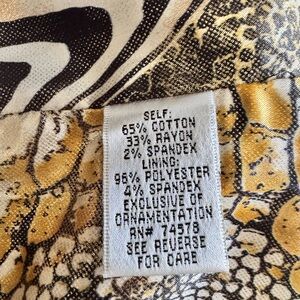 SELF:
65% COTTON
33% RAYON
2% SPANDEX
LINING:
96% POLYESTER
4% SPANDEX
EXCLUSIVE OF
ORNAMENTATION
RN# 74578
SEE REVERSE
FOR CARE